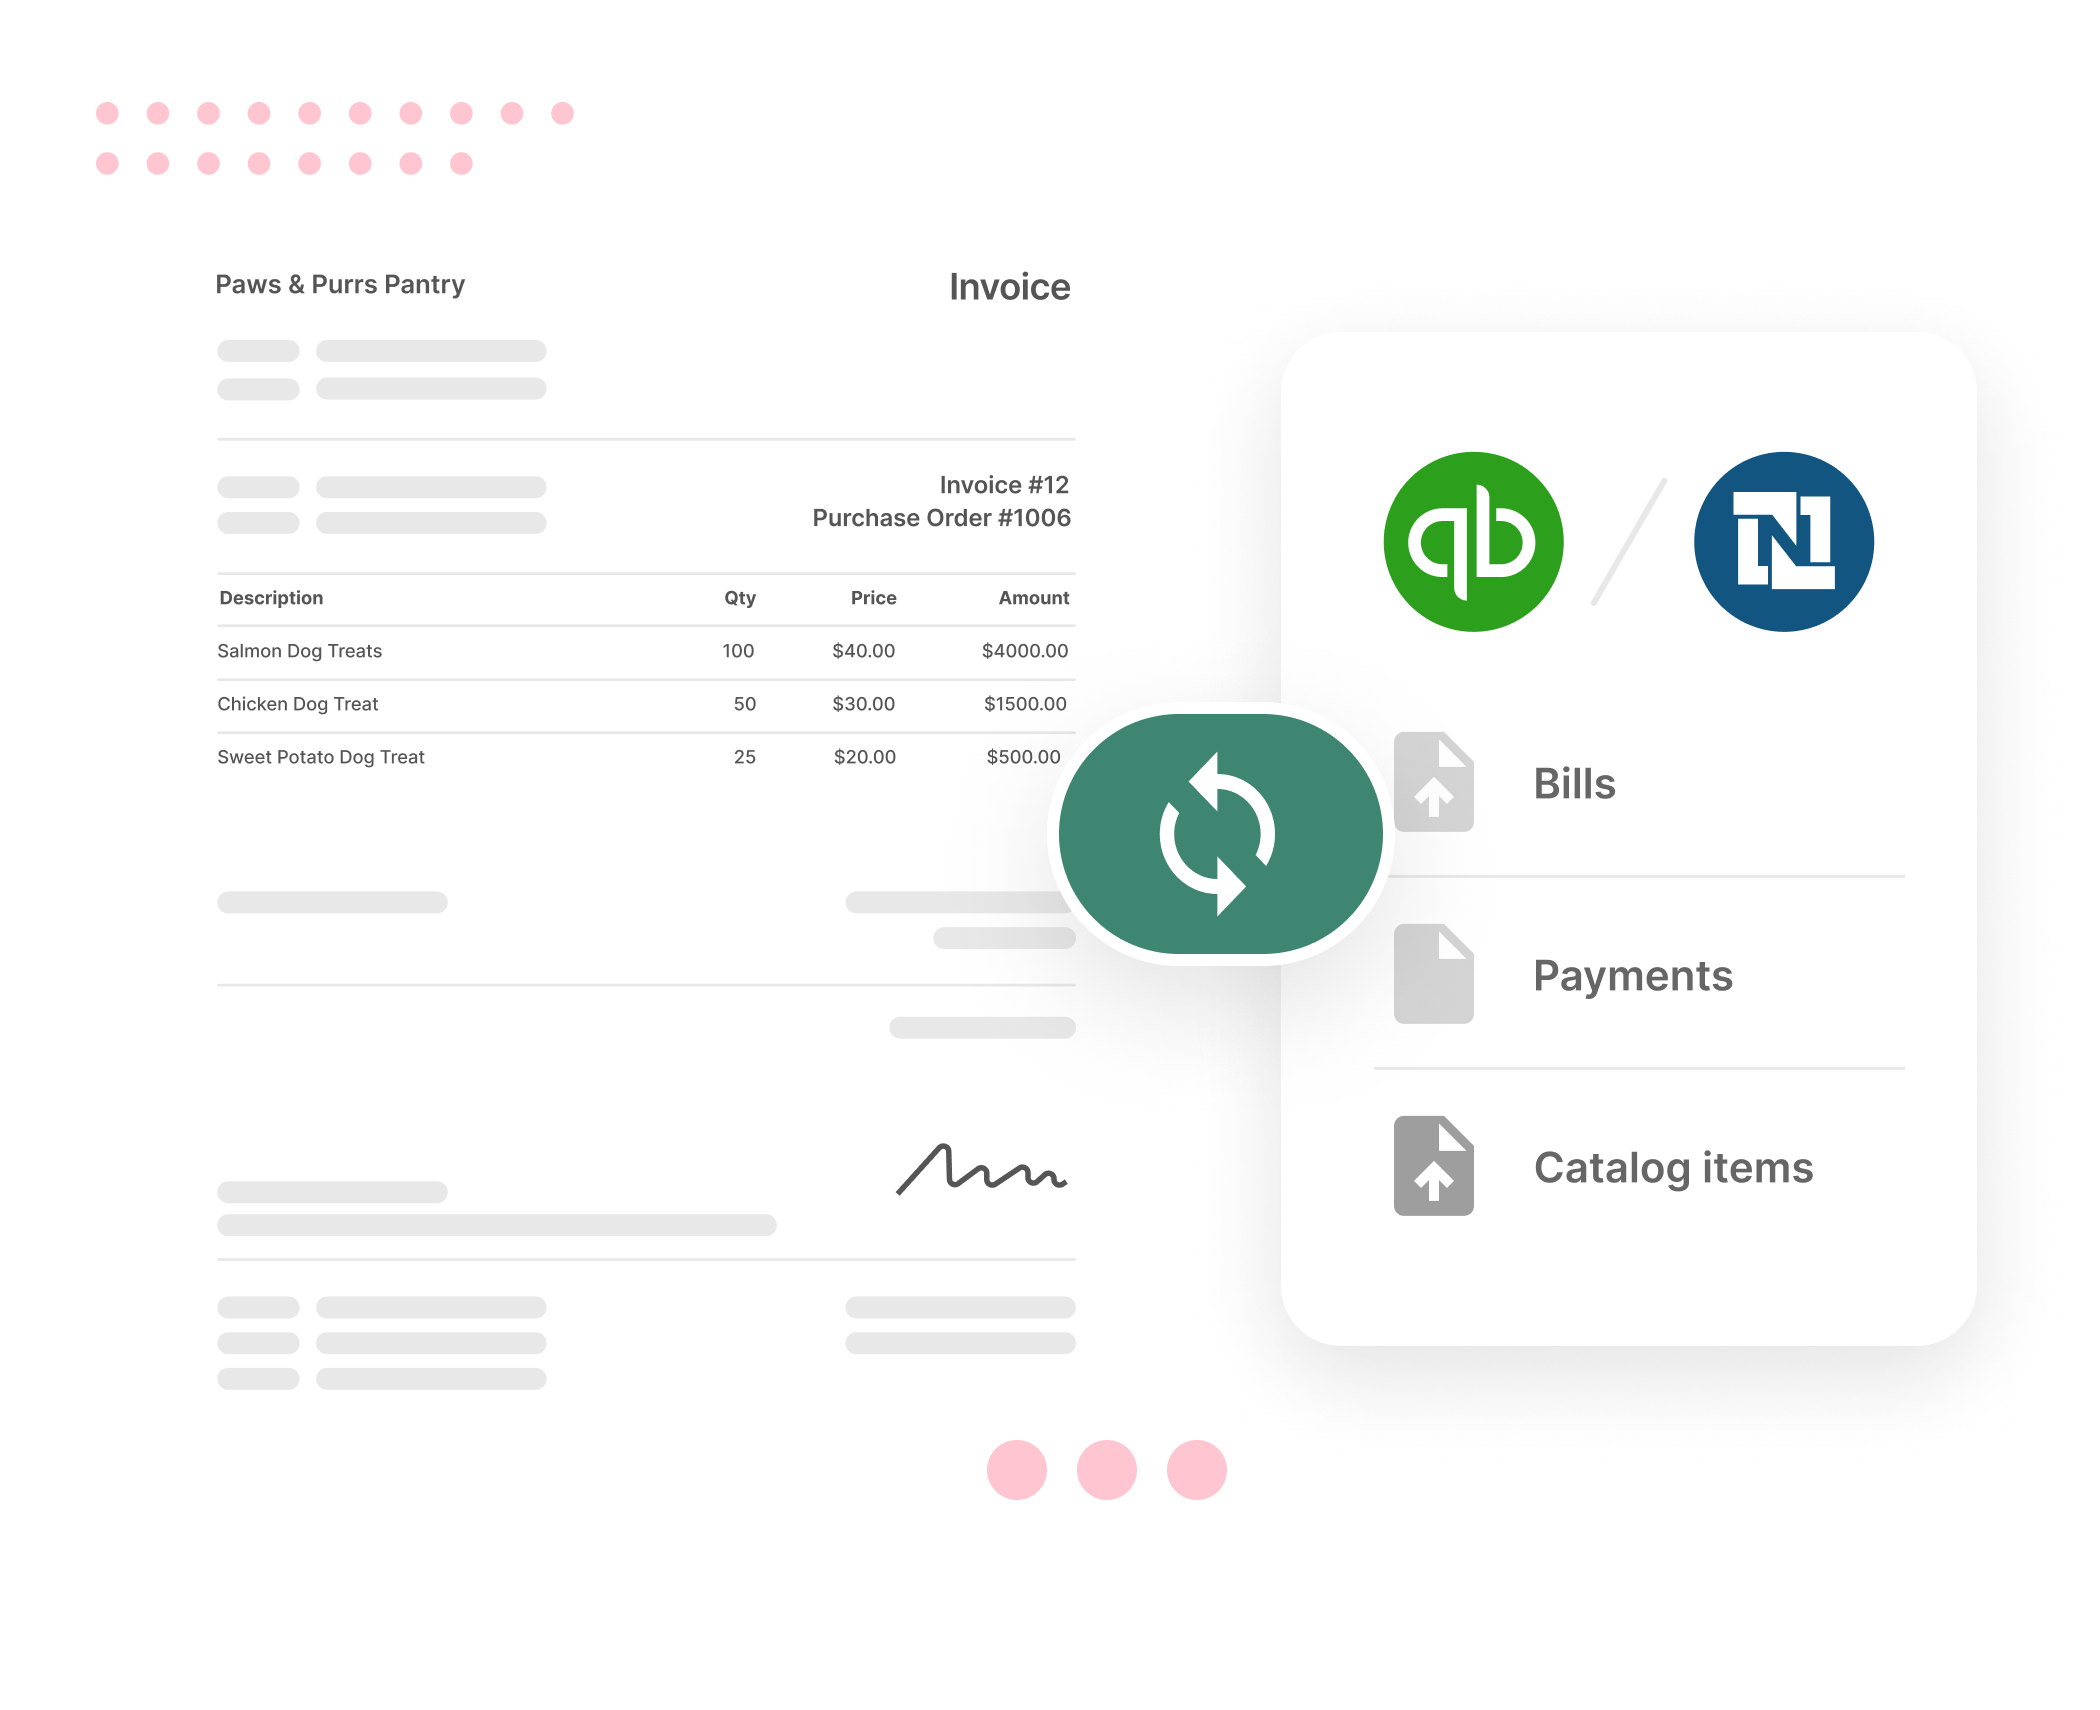 Paws & Purrs Pantry
Invoice
Invoice #12
Purchase Order #1006
Description Qty Price Amount
Salmon Dog Treats 100 $40.00 $4000.00
Chicken Dog Treat 50 $30.00 $1500.00
Sweet Potato Dog Treat 25 $20.00 $500.00
qb
N
Bills
Payments
Catalog items